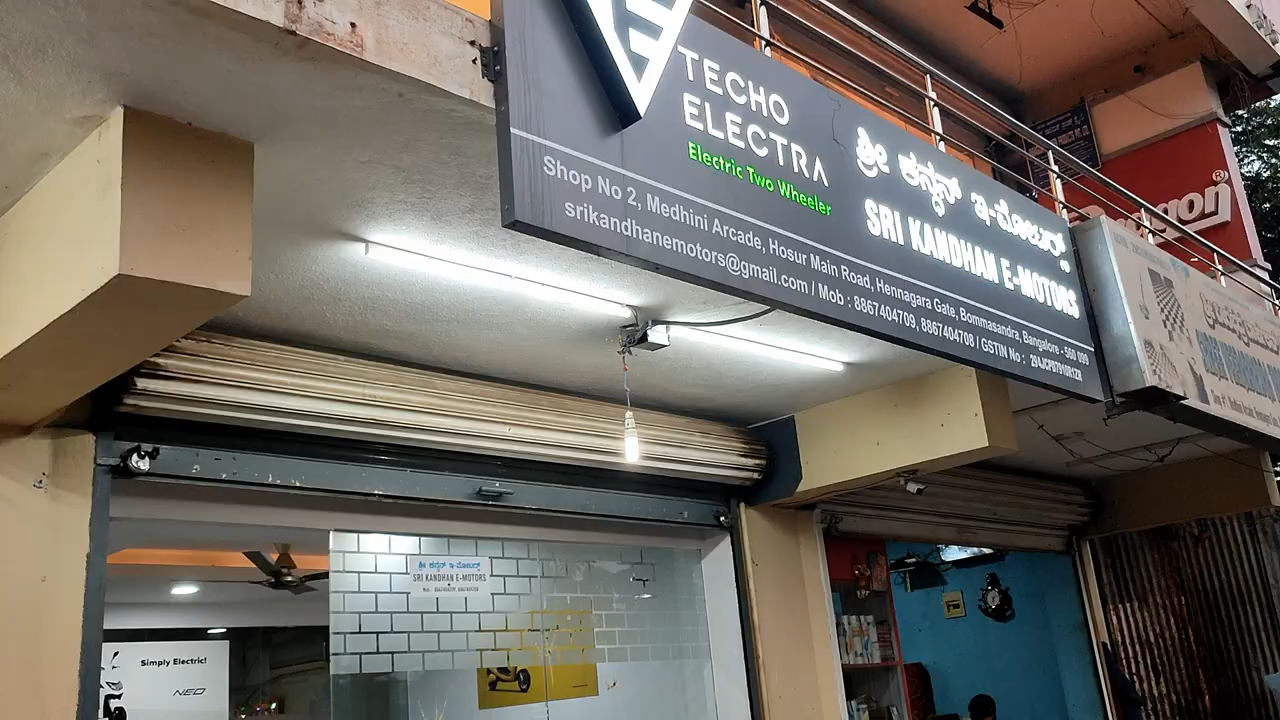 TECHO
ELECTRA
Electric Two Wheeler
ಶ್ರೀ ಕಸ್ದನ್ ಇ-ಮೋಟರ್ಸ್
SRI KANDHAN E-MOTORS
Shop No 2, Medhini Arcade, Hosur Main Road, Hennagara Gate, Bommasandra, Bangalore - 560 099
srikandhanemotors@gmail.com / Mob : 8867404709, 8867404708 / GSTIN No :
SRI KANDHAN E-MOTORS
Simply Electric!
NEO